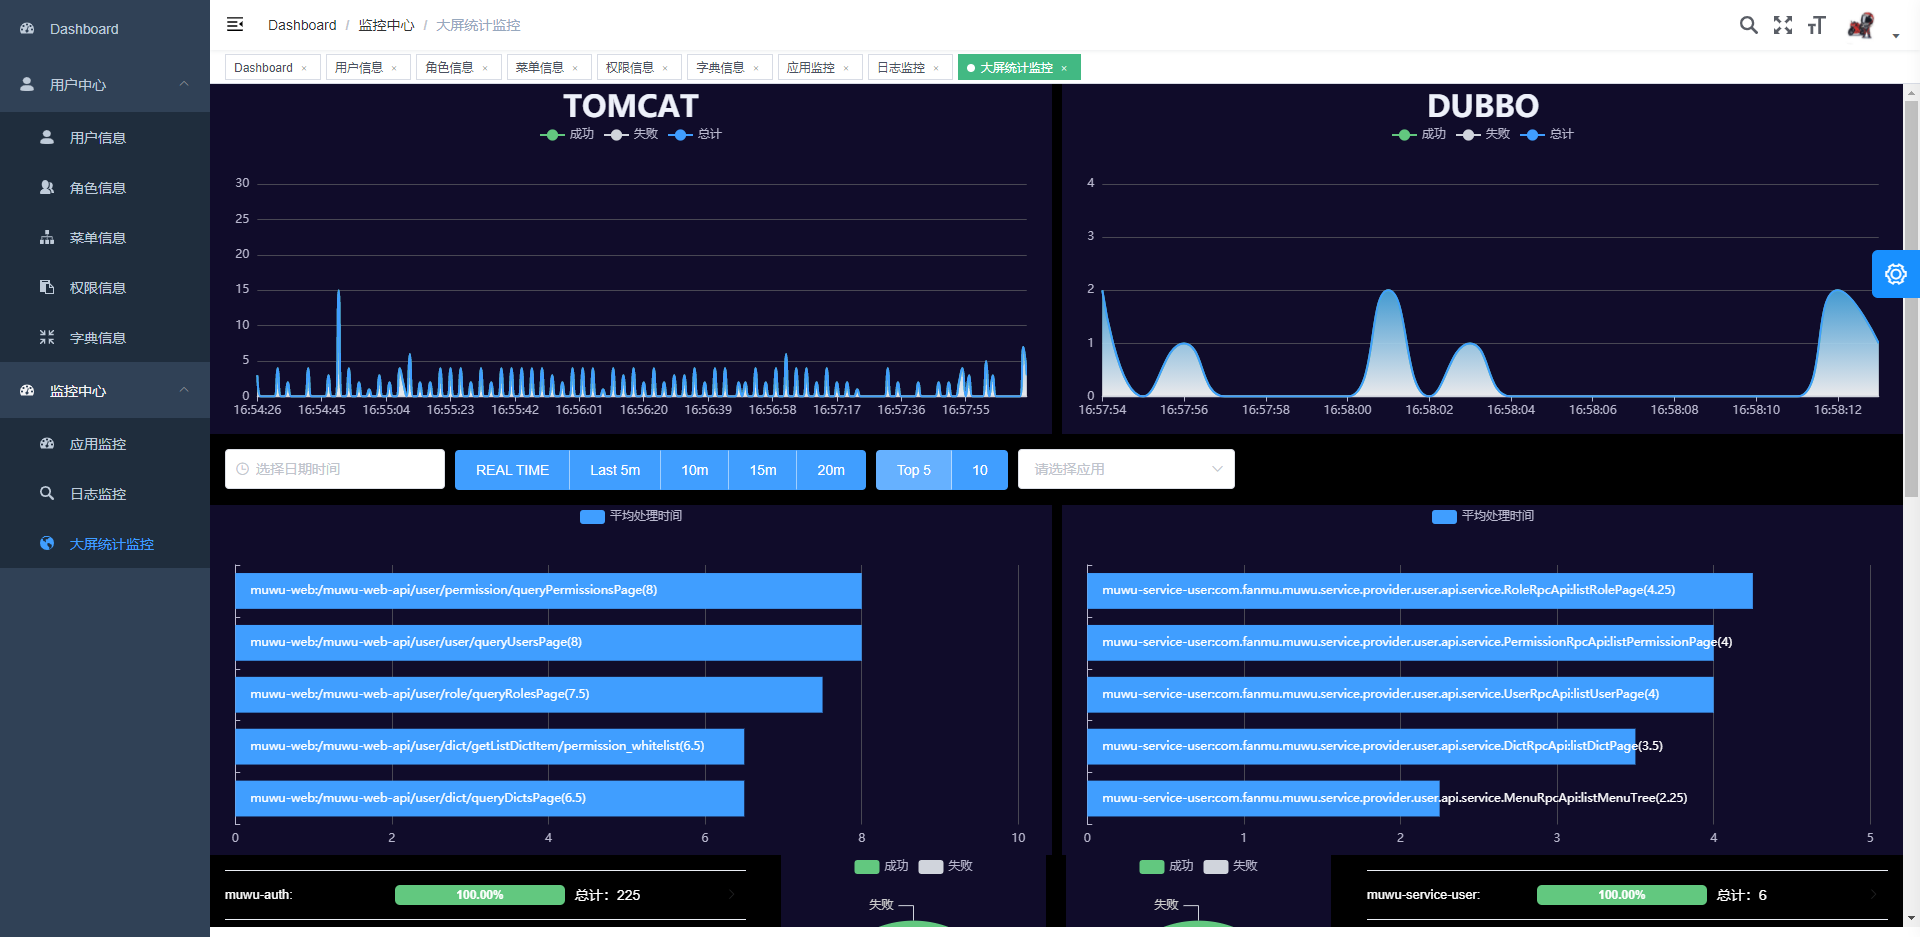 Dashboard
用户中心
用户信息
角色信息
菜单信息
权限信息
字典信息
监控中心
应用监控
日志监控
大屏统计监控
Dashboard / 监控中心 / 大屏统计监控
Dashboard × 用户信息 × 角色信息 × 菜单信息 × 权限信息 × 字典信息 × 应用监控 × 日志监控 × 大屏统计监控 ×
TOMCAT
成功 失败 总计
30
25
20
15
10
5
0
16:54:26 16:54:45 16:55:04 16:55:23 16:55:42 16:56:01 16:56:20 16:56:39 16:56:58 16:57:17 16:57:36 16:57:55
DUBBO
成功 失败 总计
4
3
2
1
0
16:57:54 16:57:56 16:57:58 16:58:00 16:58:02 16:58:04 16:58:06 16:58:08 16:58:10 16:58:12
选择日期时间 REAL TIME Last 5m 10m 15m 20m Top 5 10 请选择应用
平均处理时间
muwu-web:/muwu-web-api/user/permission/queryPermissionsPage(8)
muwu-web:/muwu-web-api/user/user/queryUsersPage(8)
muwu-web:/muwu-web-api/user/role/queryRolesPage(7.5)
muwu-web:/muwu-web-api/user/dict/getListDictItem/permission_whitelist(6.5)
muwu-web:/muwu-web-api/user/dict/queryDictsPage(6.5)
0 2 4 6 8 10
平均处理时间
muwu-service-user:com.fanmu.muwu.service.provider.user.api.service.RoleRpcApi:listRolePage(4.25)
muwu-service-user:com.fanmu.muwu.service.provider.user.api.service.PermissionRpcApi:listPermissionPage(4)
muwu-service-user:com.fanmu.muwu.service.provider.user.api.service.UserRpcApi:listUserPage(4)
muwu-service-user:com.fanmu.muwu.service.provider.user.api.service.DictRpcApi:listDictPage(3.5)
muwu-service-user:com.fanmu.muwu.service.provider.user.api.service.MenuRpcApi:listMenuTree(2.25)
0 1 2 3 4 5
muwu-auth: 100.00% 总计：225
成功 失败
失败
成功 失败
失败
muwu-service-user: 100.00% 总计：6